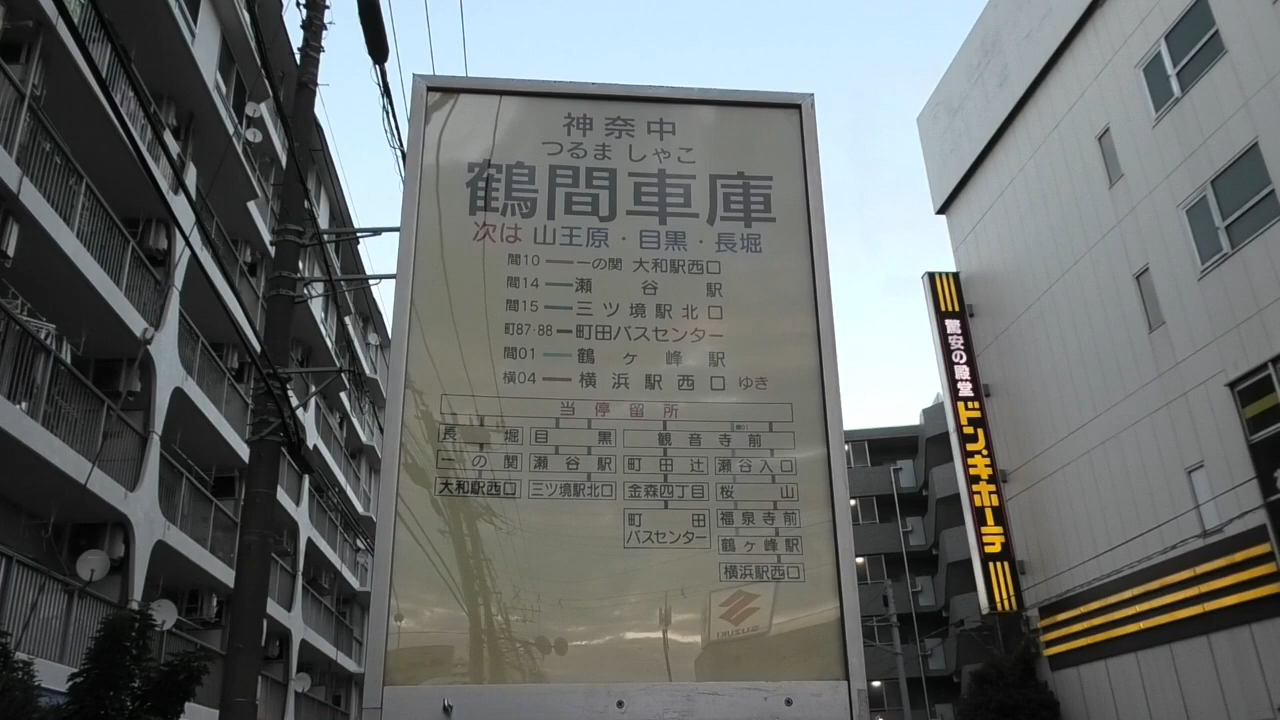 神奈中
つるま しゃこ
鶴間車庫
次は 山王原・目黒・長堀
間10 一の関 大和駅西口
間14 瀬谷駅
間15 三ツ境駅北口
町87・88 町田バスセンター
間01 鶴ヶ峰駅
横04 横浜駅西口 ゆき
当停留所
間01
長堀 目黒 観音寺前
一の関 瀬谷駅 町田辻 瀬谷入口
大和駅西口 三ツ境駅北口 金森四丁目 桜山
町田バスセンター 福泉寺前
鶴ヶ峰駅
横浜駅西口
SUZUKI
驚安の殿堂 ドン・キホーテ